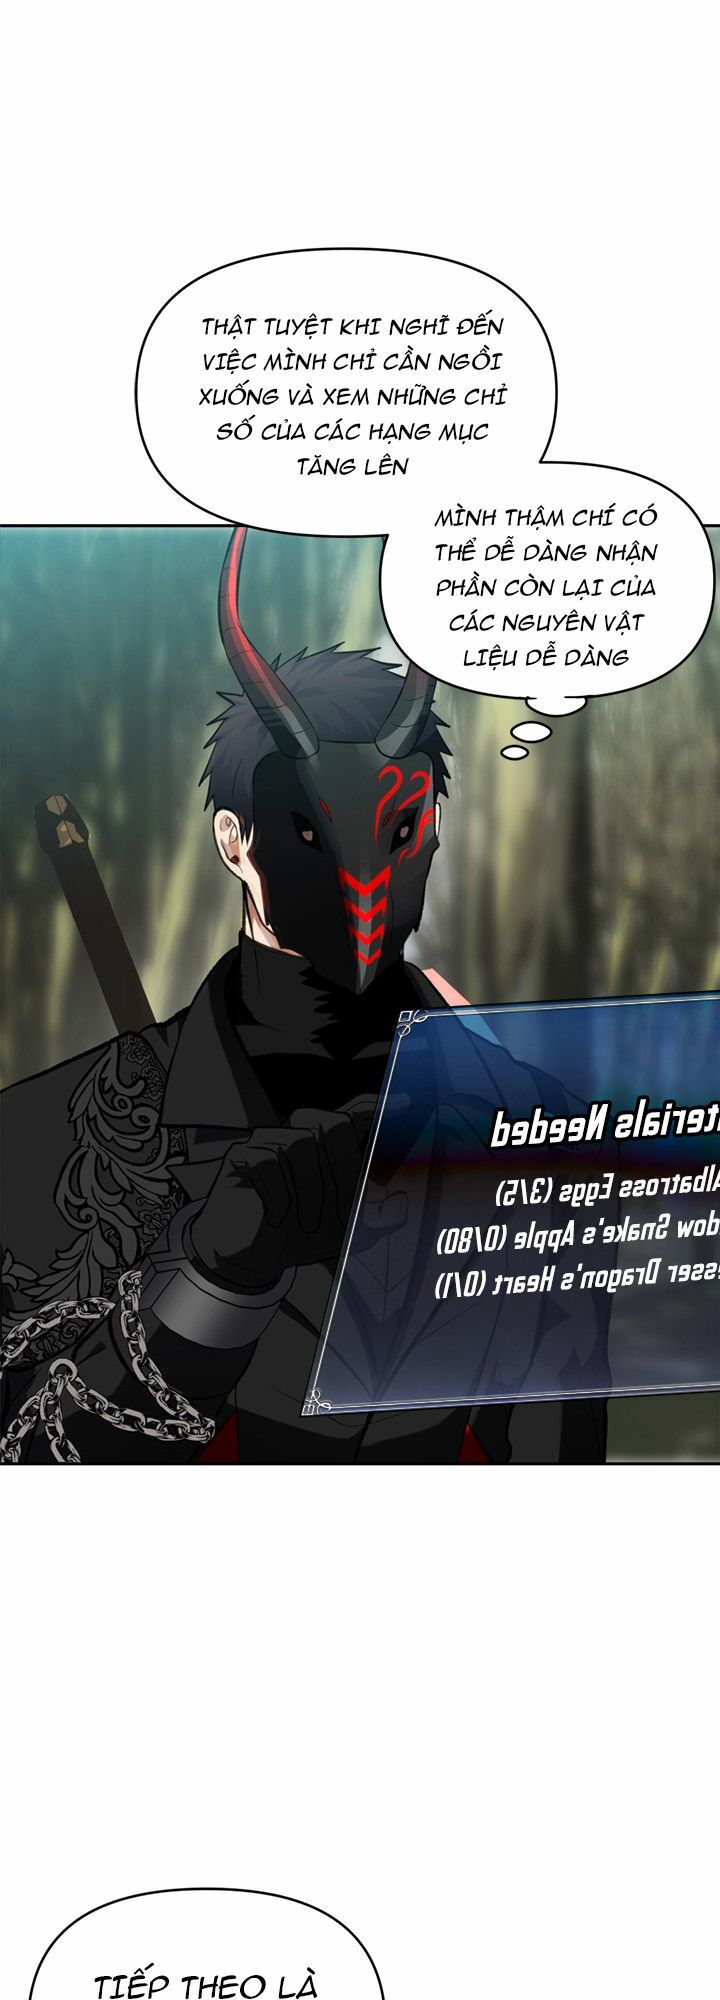 THẬT TUYỆT KHI NGHĨ ĐẾN
VIỆC MÌNH CHỈ CẦN NGỒI
XUỐNG VÀ XEM NHỮNG CHỈ
SỐ CỦA CÁC HẠNG MỤC
TĂNG LÊN
MÌNH THẬM CHÍ CÓ
THỂ DỄ DÀNG NHẬN
PHẦN CÒN LẠI CỦA
CÁC NGUYÊN VẬT
LIỆU DỄ DÀNG
terials Needed
Albatross Eggs (3/5)
dow Snake's Apple (0/80)
esser Dragon's Heart (0/1)
TIẾP THEO LÀ